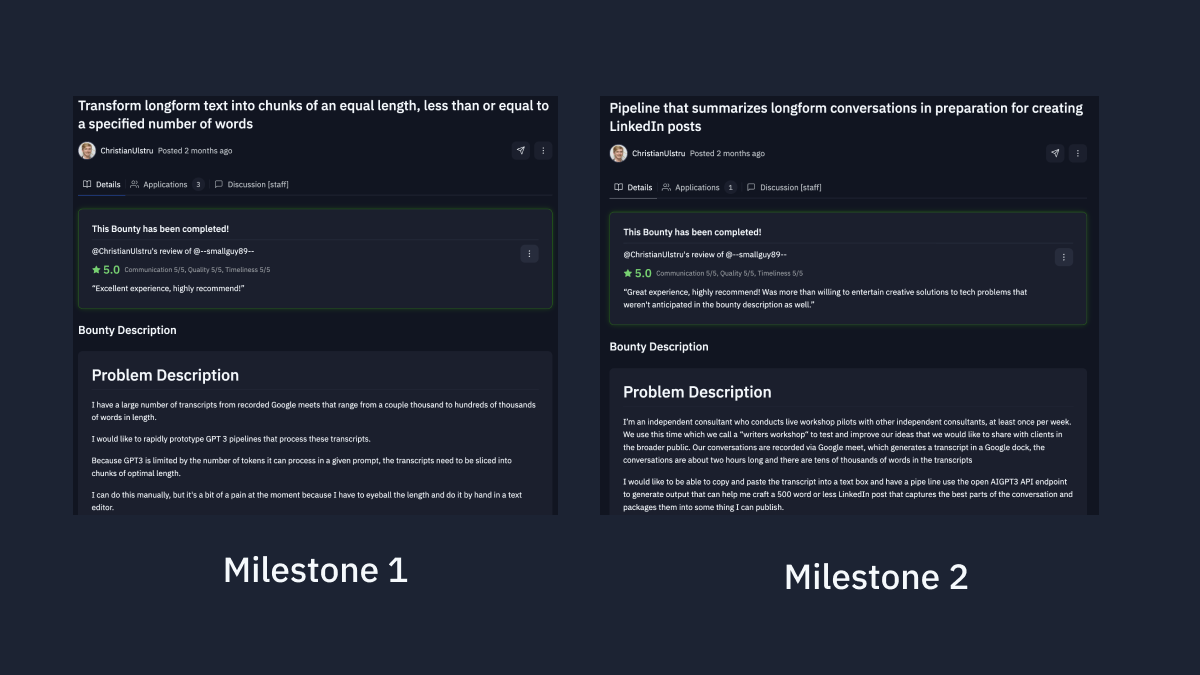 Transform longform text into chunks of an equal length, less than or equal to
a specified number of words
ChristianUlstru Posted 2 months ago
Details Applications 3 Discussion [staff]
This Bounty has been completed!
@ChristianUlstru's review of @--smallguy89--
5.0 Communication 5/5, Quality 5/5, Timeliness 5/5
“Excellent experience, highly recommend!”
Bounty Description
Problem Description
I have a large number of transcripts from recorded Google meets that range from a couple thousand to hundreds of thousands
of words in length.
I would like to rapidly prototype GPT 3 pipelines that process these transcripts.
Because GPT3 is limited by the number of tokens it can process in a given prompt, the transcripts need to be sliced into
chunks of optimal length.
I can do this manually, but it's a bit of a pain at the moment because I have to eyeball the length and do it by hand in a text
editor.
Milestone 1
Pipeline that summarizes longform conversations in preparation for creating
LinkedIn posts
ChristianUlstru Posted 2 months ago
Details Applications 1 Discussion [staff]
This Bounty has been completed!
@ChristianUlstru's review of @--smallguy89--
5.0 Communication 5/5, Quality 5/5, Timeliness 5/5
“Great experience, highly recommend! Was more than willing to entertain creative solutions to tech problems that
weren't anticipated in the bounty description as well.”
Bounty Description
Problem Description
I'm an independent consultant who conducts live workshop pilots with other independent consultants, at least once per week.
We use this time which we call a "writers workshop" to test and improve our ideas that we would like to share with clients in
the broader public. Our conversations are recorded via Google meet, which generates a transcript in a Google dock, the
conversations are about two hours long and there are tens of thousands of words in the transcripts
I would like to be able to copy and paste the transcript into a text box and have a pipe line use the open AIGPT3 API endpoint
to generate output that can help me craft a 500 word or less LinkedIn post that captures the best parts of the conversation and
packages them into some thing I can publish.
Milestone 2